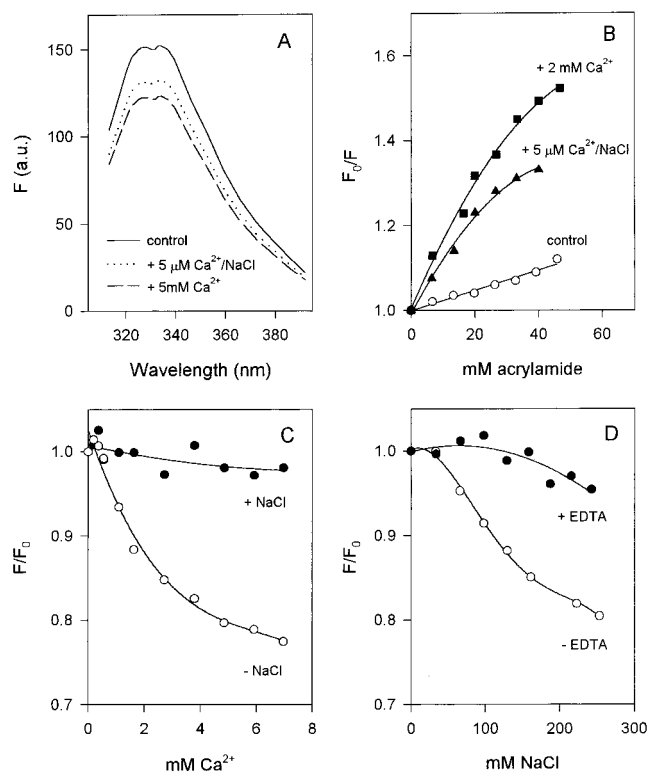 A
150
100
50
0
F (a.u.)
control
+ 5 μM Ca²⁺/NaCl
+ 5mM Ca²⁺
320 340 360 380
Wavelength (nm)
B
1.6
1.4
1.2
1.0
F₀/F
+ 2 mM Ca²⁺
+ 5 μM Ca²⁺/NaCl
control
0 20 40 60
mM acrylamide
C
1.0
0.9
0.8
0.7
F/F₀
+ NaCl
- NaCl
0 2 4 6 8
mM Ca²⁺
D
1.0
0.9
0.8
0.7
F/F₀
+ EDTA
- EDTA
0 100 200 300
mM NaCl